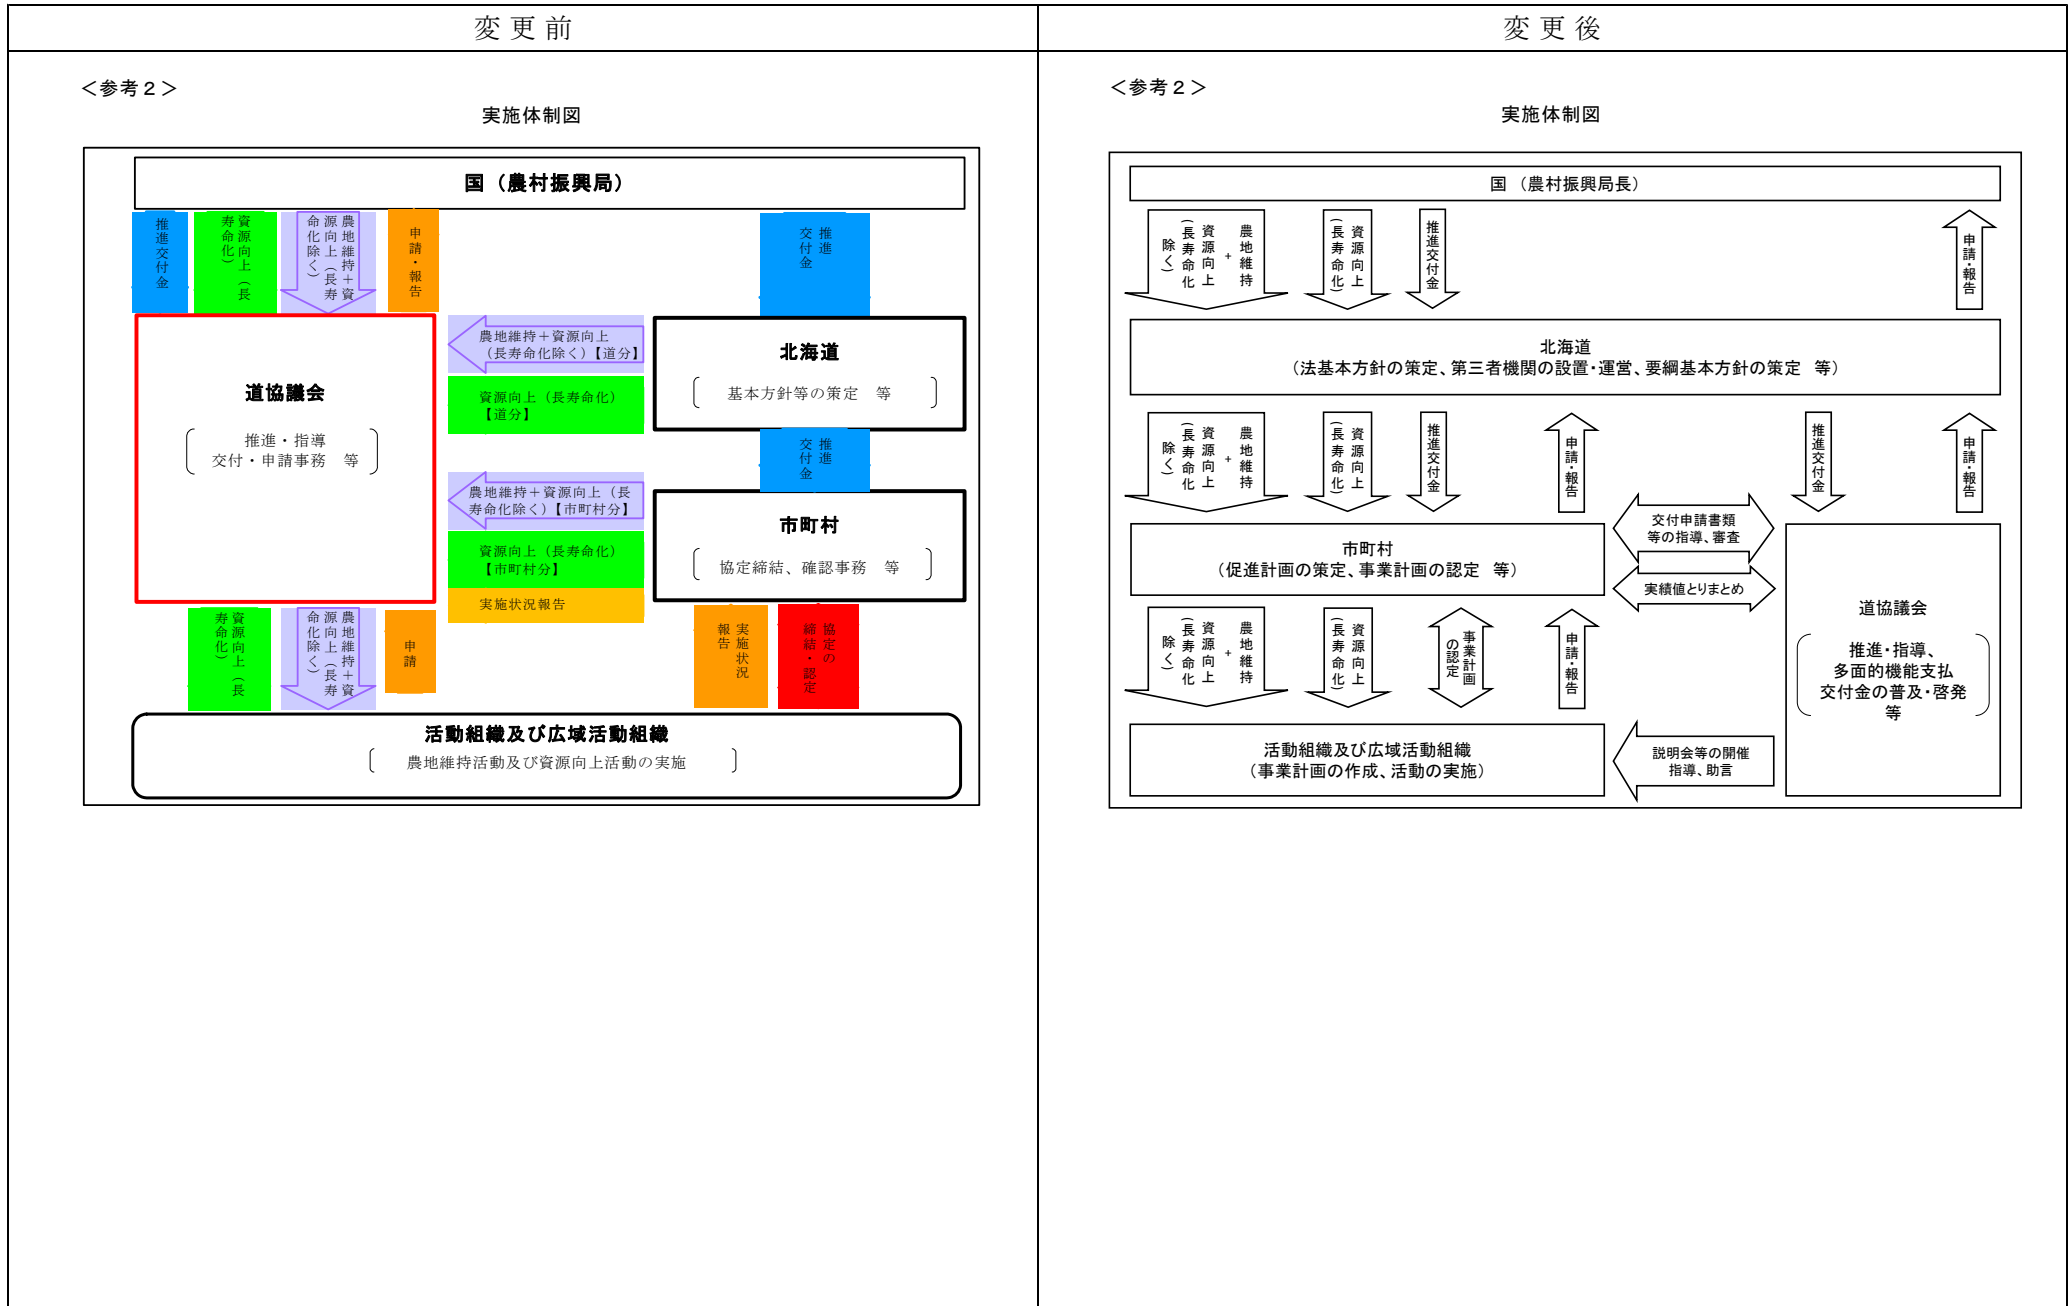 変更前
＜参考２＞
実施体制図
国（農村振興局）
推進交付金
資源向上（長
寿命化）
農地維持＋資
源向上（長寿
命化除く）
申請・報告
推進
交付金
農地維持＋資源向上
（長寿命化除く）【道分】
資源向上（長寿命化）
【道分】
北海道
基本方針等の策定　等
道協議会
推進・指導
交付・申請事務　等
推進
交付金
農地維持＋資源向上（長
寿命化除く）【市町村分】
資源向上（長寿命化）
【市町村分】
実施状況報告
市町村
協定締結、確認事務　等
資源向上（長
寿命化）
農地維持＋資
源向上（長寿
命化除く）
申請
実施状況
報告
協定の
締結・認定
活動組織及び広域活動組織
農地維持活動及び資源向上活動の実施
変更後
＜参考２＞
実施体制図
国（農村振興局長）
農地維持
＋
資源向上
（長寿命化
除く）
資源向上
（長寿命化）
推進交付金
申請・報告
北海道
（法基本方針の策定、第三者機関の設置・運営、要綱基本方針の策定　等）
農地維持
＋
資源向上
（長寿命化
除く）
資源向上
（長寿命化）
推進交付金
申請・報告
推進交付金
申請・報告
交付申請書類
等の指導、審査
実績値とりまとめ
市町村
（促進計画の策定、事業計画の認定　等）
道協議会
推進・指導、
多面的機能支払
交付金の普及・啓発
等
農地維持
＋
資源向上
（長寿命化
除く）
資源向上
（長寿命化）
事業計画
の認定
申請・報告
活動組織及び広域活動組織
（事業計画の作成、活動の実施）
説明会等の開催
指導、助言